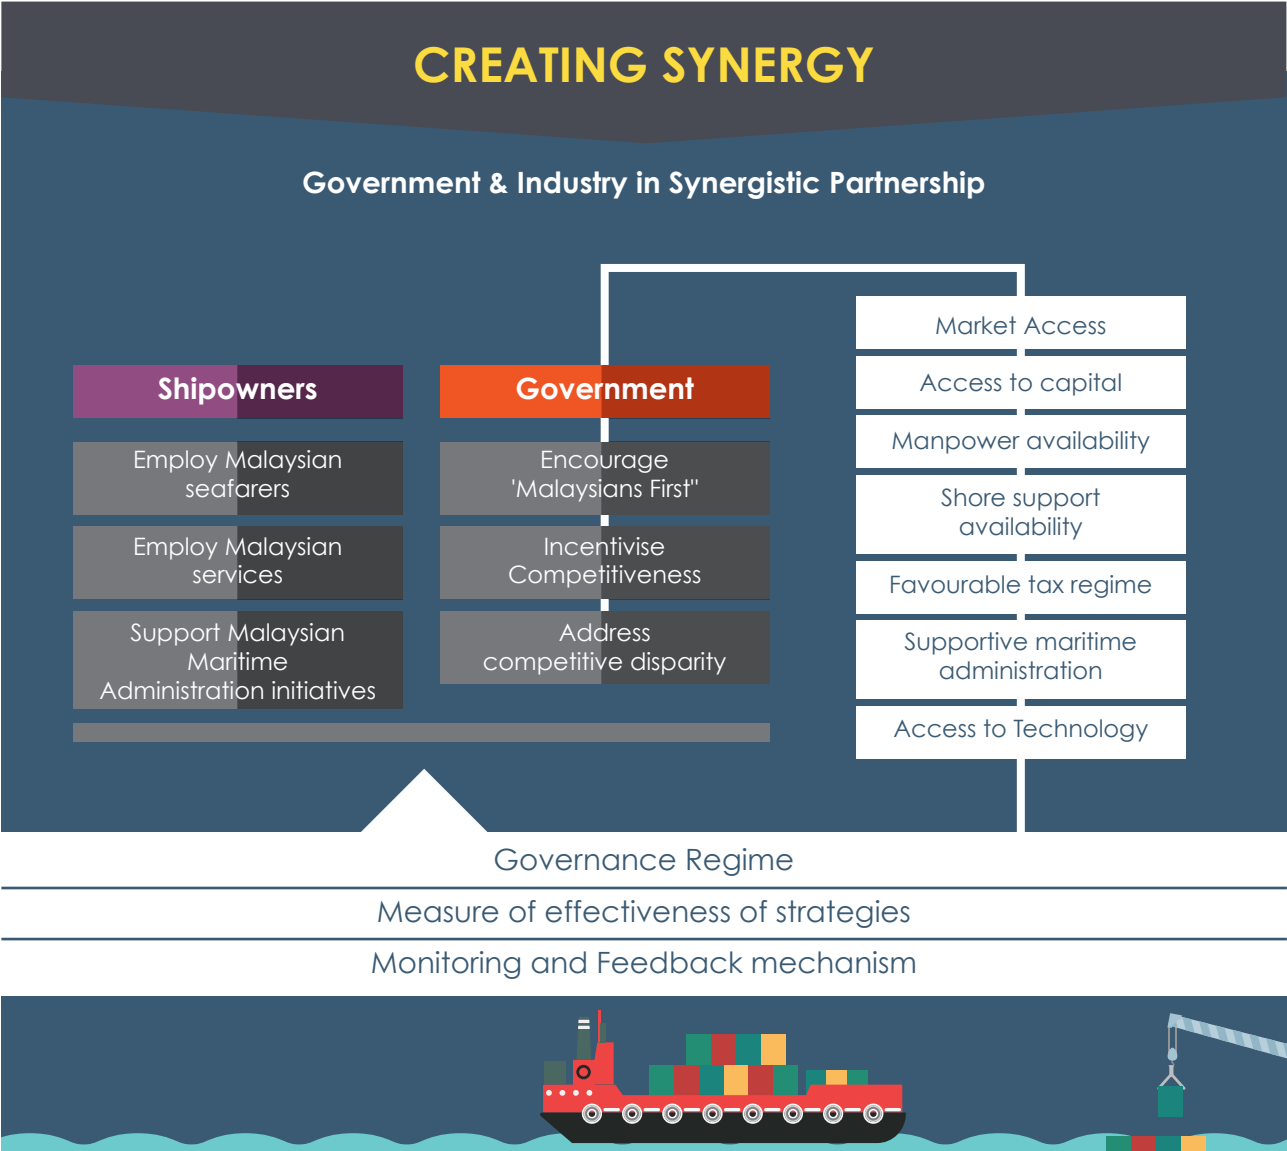 CREATING SYNERGY
Government & Industry in Synergistic Partnership
Shipowners
Employ Malaysian
seafarers
Employ Malaysian
services
Support Malaysian
Maritime
Administration initiatives
Government
Encourage
'Malaysians First"
Incentivise
Competitiveness
Address
competitive disparity
Market Access
Access to capital
Manpower availability
Shore support
availability
Favourable tax regime
Supportive maritime
administration
Access to Technology
Governance Regime
Measure of effectiveness of strategies
Monitoring and Feedback mechanism